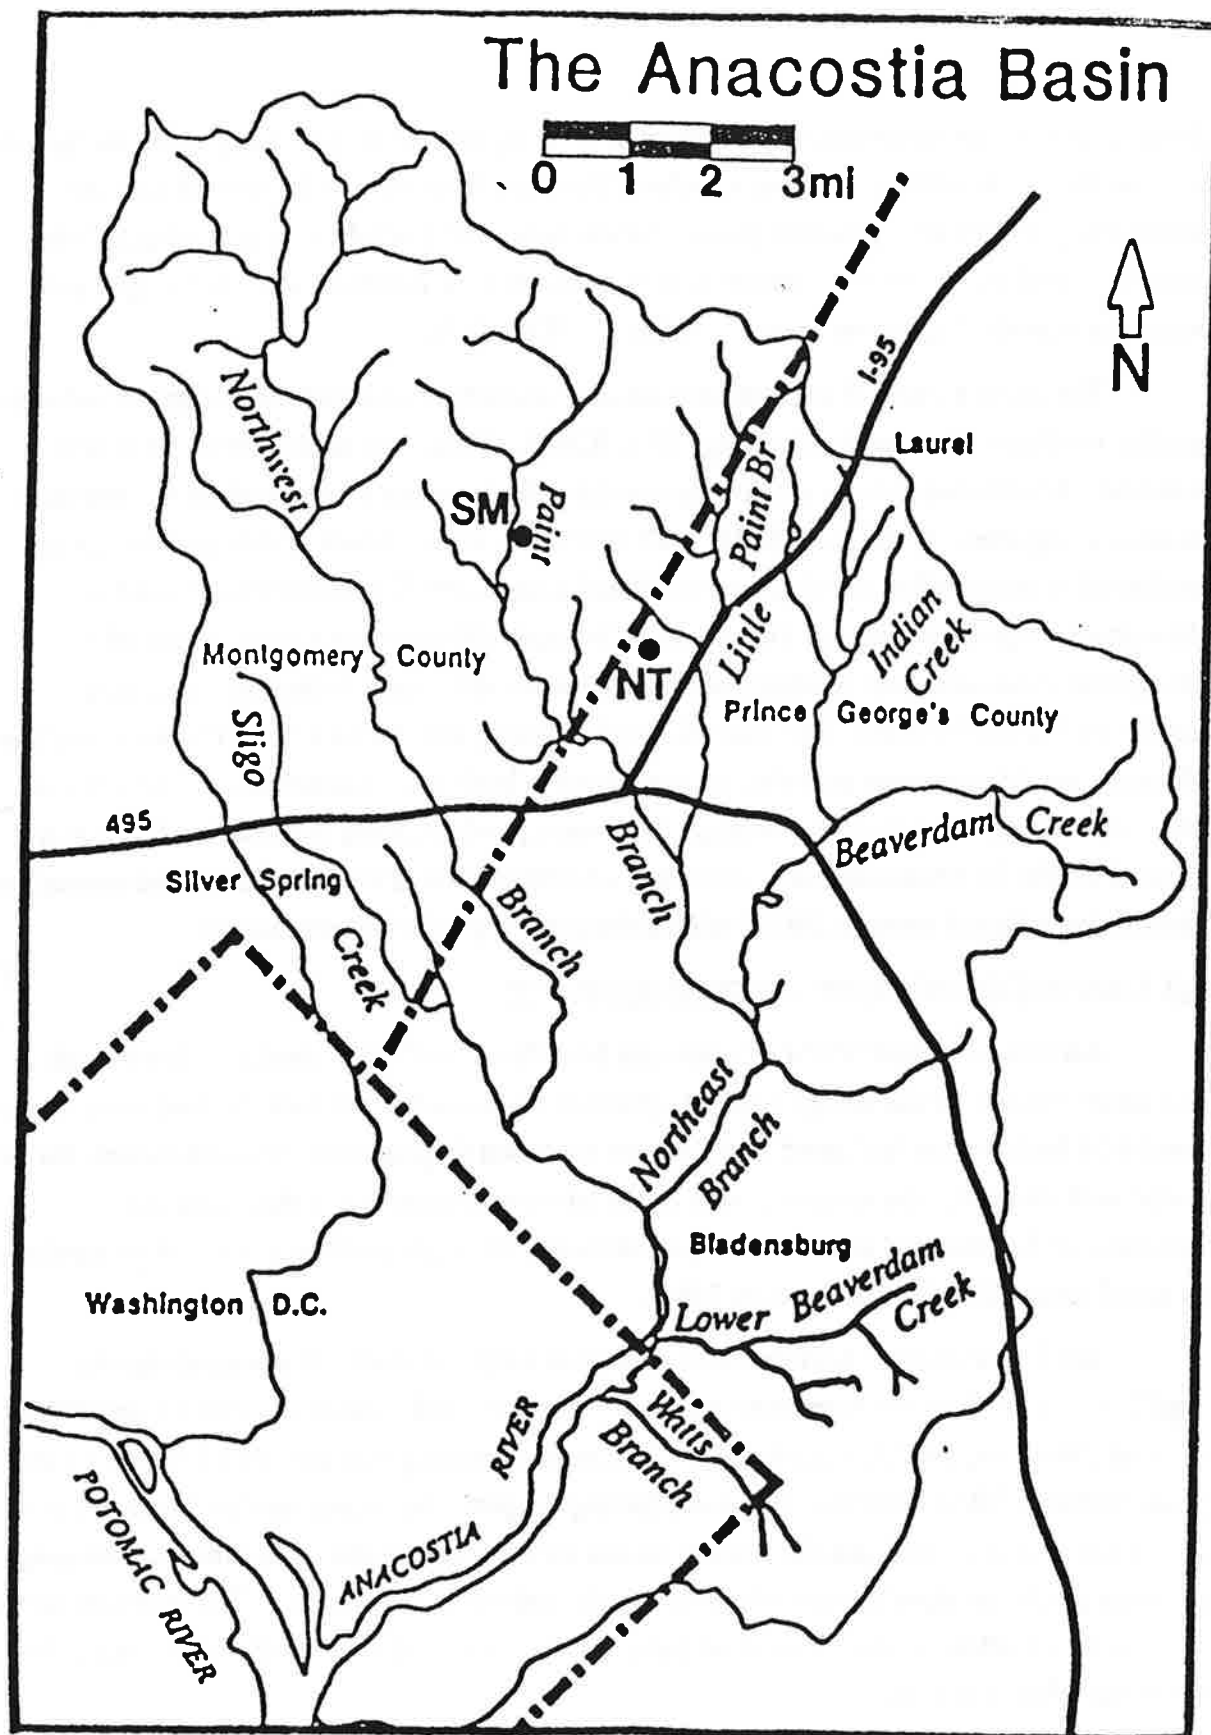 The Anacostia Basin
0 1 2 3mi
N
I-95
Laurel
Northwest
SM
Paint
Paint Br
Little
Indian
Creek
Montgomery County
NT
Prince George's County
Sligo
495
Beaverdam Creek
Silver Spring
Branch
Branch
Creek
Northeast
Branch
Bladensburg
Washington D.C.
Lower Beaverdam
Creek
Watts
Branch
RIVER
ANACOSTIA
POTOMAC
RIVER